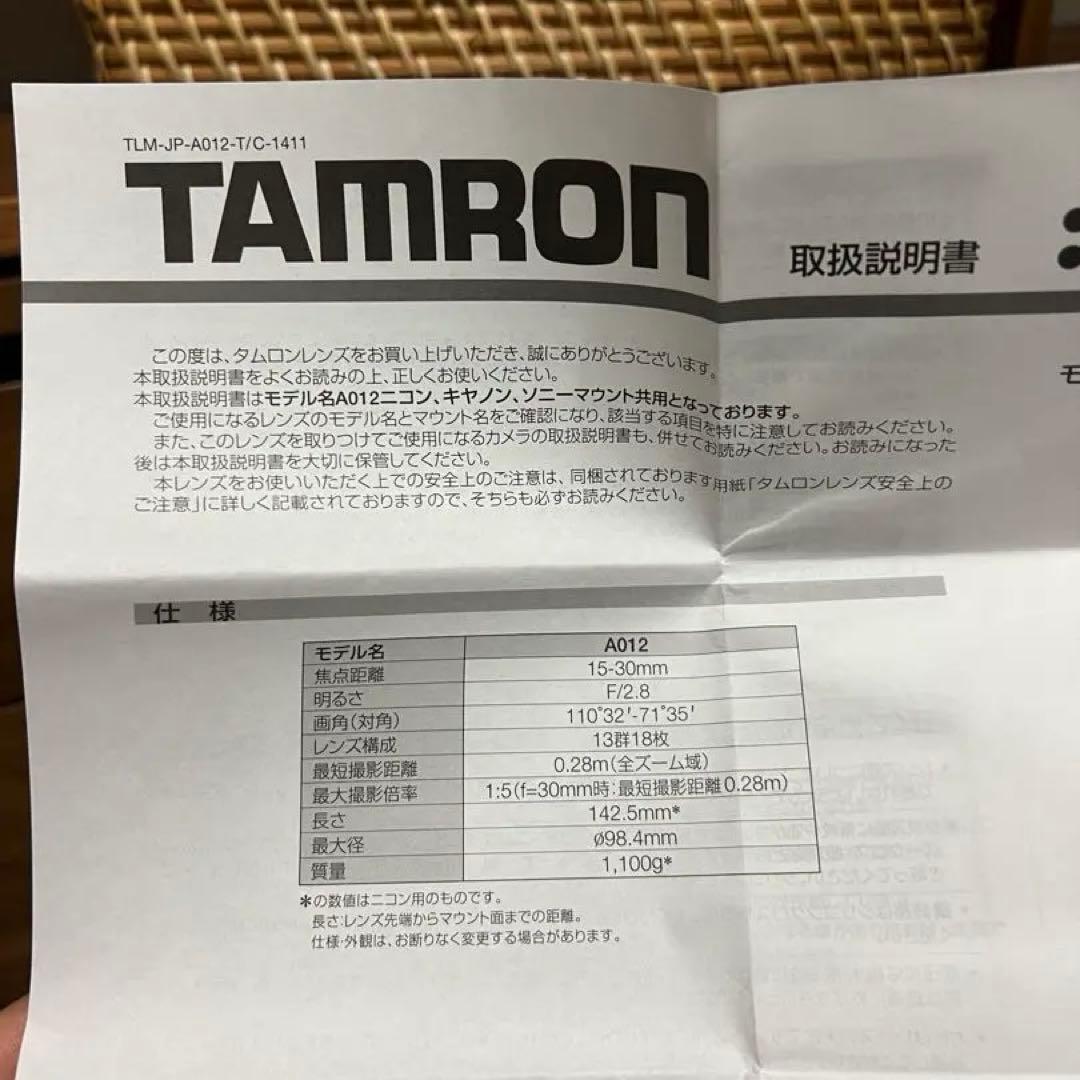 TLM-JP-A012-T/C-1411
TAMRON
取扱説明書
モ
この度は、タムロンレンズをお買い上げいただき、誠にありがとうございます。
本取扱説明書をよくお読みの上、正しくお使いください。
本取扱説明書はモデル名A012ニコン、キヤノン、ソニーマウント共用となっております。
ご使用になるレンズのモデル名とマウント名をご確認になり、該当する項目を特に注意してお読みください。
また、このレンズを取りつけてご使用になるカメラの取扱説明書も、併せてお読みください。お読みになった
後は本取扱説明書を大切に保管してください。
本レンズをお使いいただく上での安全上のご注意は、同梱されております用紙「タムロンレンズ安全上の
ご注意」に詳しく記載されておりますので、そちらも必ずお読みください。
仕 様
モデル名 A012
焦点距離 15-30mm
明るさ F/2.8
画角(対角) 110˚32′-71˚35′
レンズ構成 13群18枚
最短撮影距離 0.28m(全ズーム域)
最大撮影倍率 1:5(f=30mm時:最短撮影距離0.28m)
長さ 142.5mm*
最大径 ø98.4mm
質量 1,100g*
*の数値はニコン用のものです。
長さ:レンズ先端からマウント面までの距離。
仕様・外観は、お断りなく変更する場合があります。